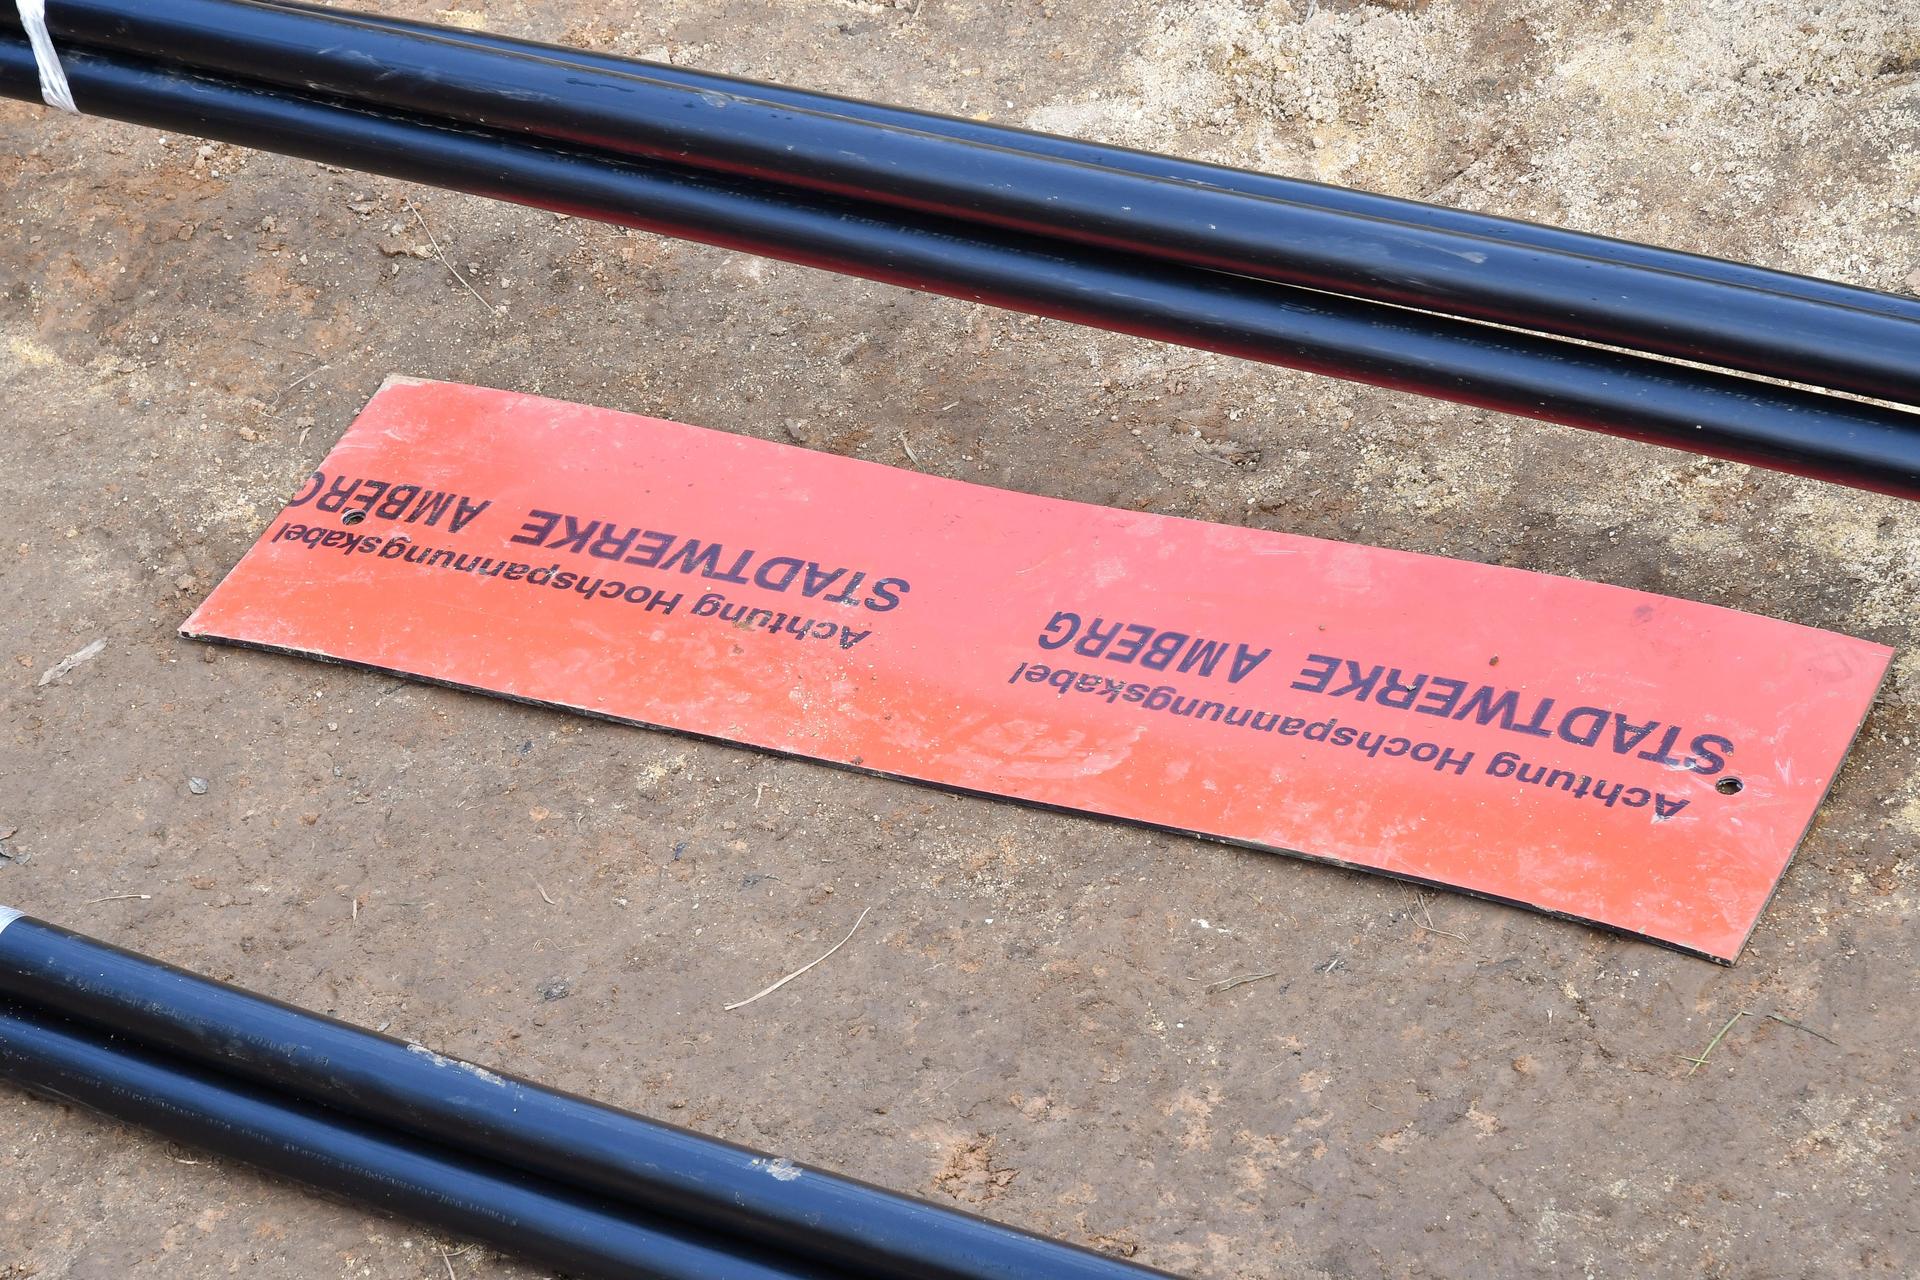 Achtung Hochspannungskabel
STADTWERKE AMBERG
Achtung Hochspannungskabel
STADTWERKE AMBERG